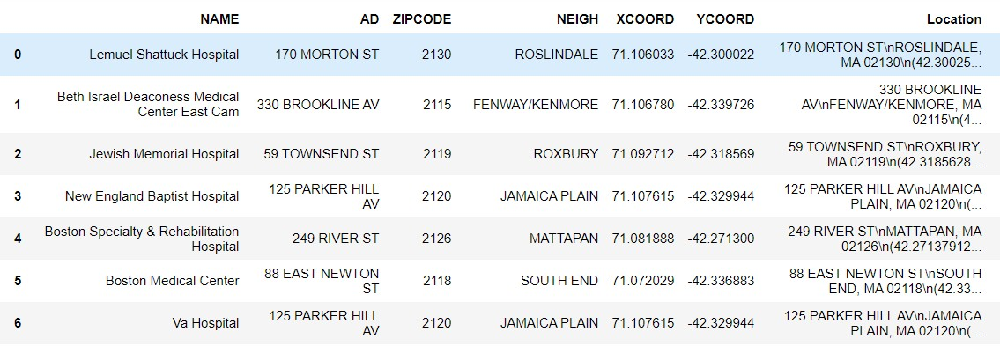 NAME AD ZIPCODE NEIGH XCOORD YCOORD Location
0 Lemuel Shattuck Hospital 170 MORTON ST 2130 ROSLINDALE 71.106033 -42.300022 170 MORTON ST\nROSLINDALE, MA 02130\n(42.30025...
1 Beth Israel Deaconess Medical Center East Cam 330 BROOKLINE AV 2115 FENWAY/KENMORE 71.106780 -42.339726 330 BROOKLINE AV\nFENWAY/KENMORE, MA 02115\n(4...
2 Jewish Memorial Hospital 59 TOWNSEND ST 2119 ROXBURY 71.092712 -42.318569 59 TOWNSEND ST\nROXBURY, MA 02119\n(42.3185628...
3 New England Baptist Hospital 125 PARKER HILL AV 2120 JAMAICA PLAIN 71.107615 -42.329944 125 PARKER HILL AV\nJAMAICA PLAIN, MA 02120\n(...
4 Boston Specialty & Rehabilitation Hospital 249 RIVER ST 2126 MATTAPAN 71.081888 -42.271300 249 RIVER ST\nMATTAPAN, MA 02126\n(42.27137912...
5 Boston Medical Center 88 EAST NEWTON ST 2118 SOUTH END 71.072029 -42.336883 88 EAST NEWTON ST\nSOUTH END, MA 02118\n(42.33...
6 Va Hospital 125 PARKER HILL AV 2120 JAMAICA PLAIN 71.107615 -42.329944 125 PARKER HILL AV\nJAMAICA PLAIN, MA 02120\n(...